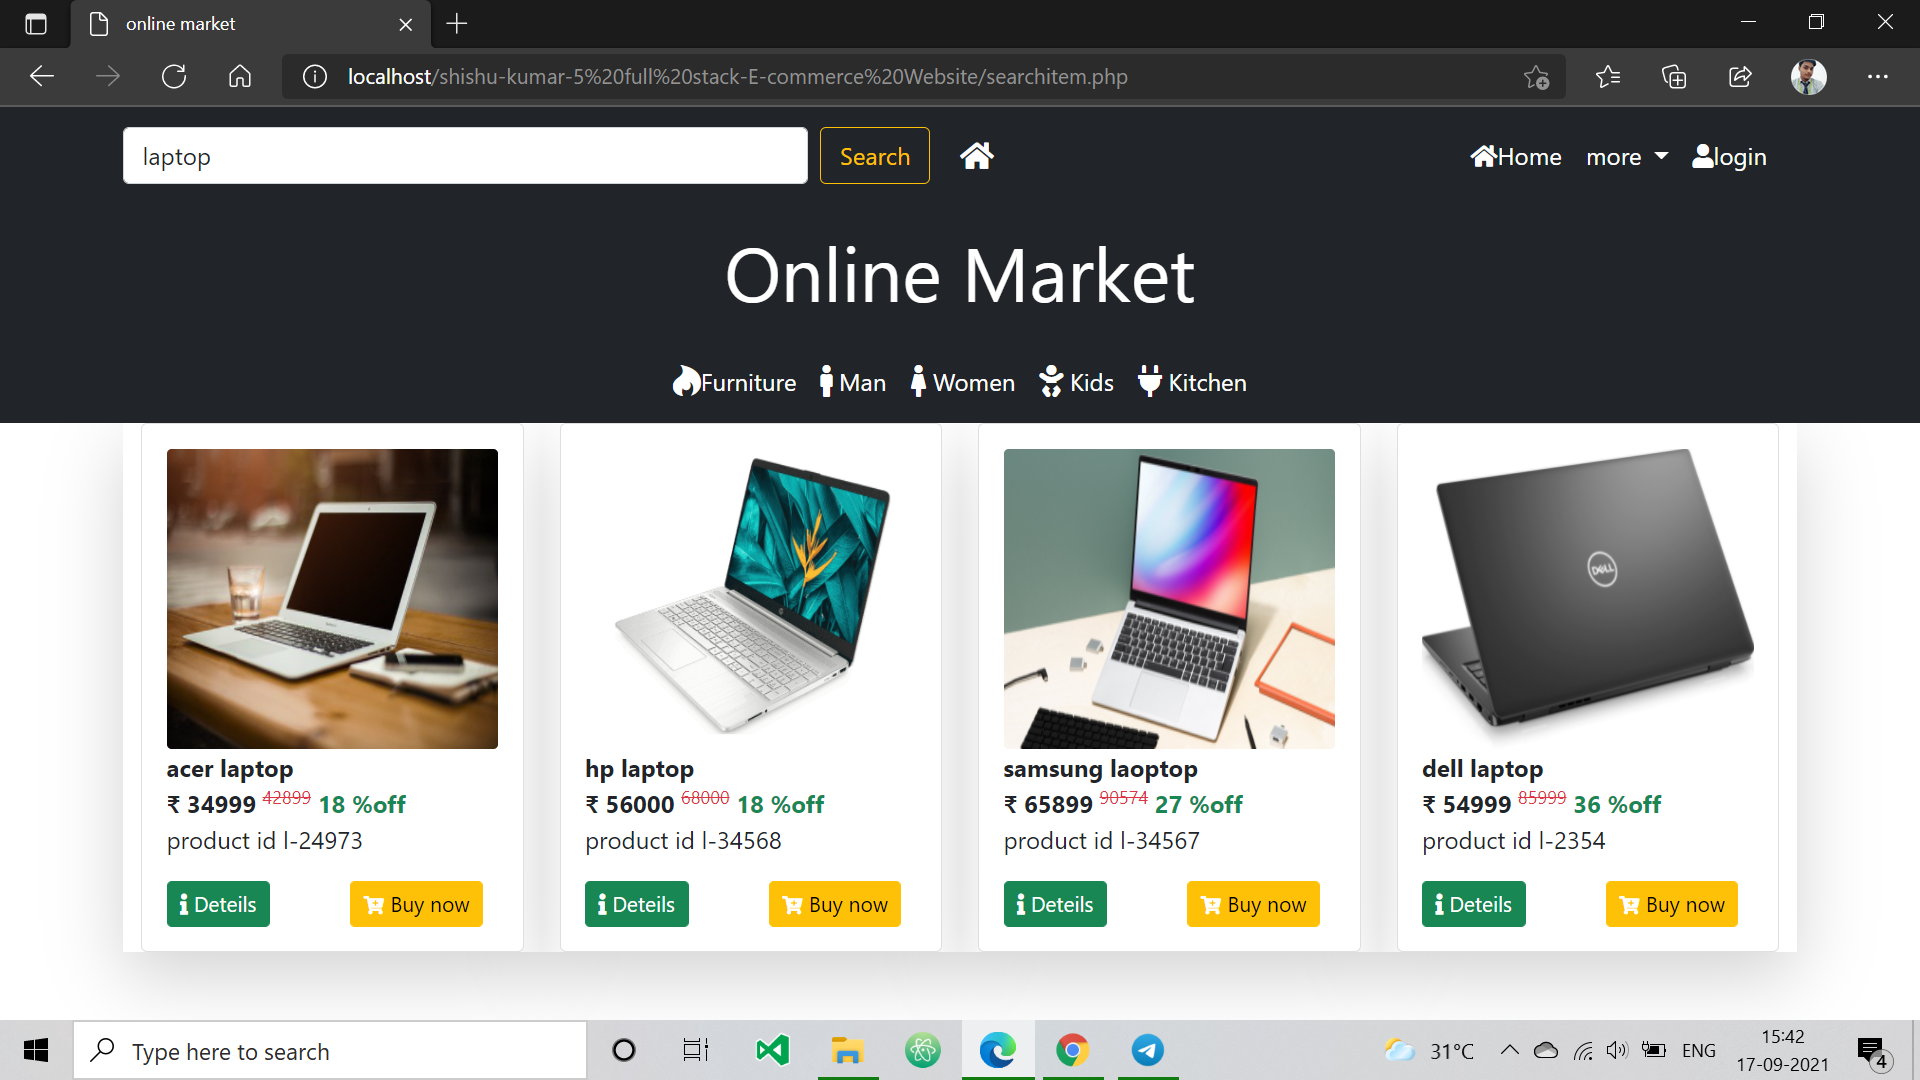 online market
localhost/shishu-kumar-5%20full%20stack-E-commerce%20Website/searchitem.php
laptop
Search
Home
more
login
Online Market
Furniture
Man
Women
Kids
Kitchen
DELL
acer laptop
₹ 34999 42899 18 %off
product id l-24973
Deteils
Buy now
hp laptop
₹ 56000 68000 18 %off
product id l-34568
Deteils
Buy now
samsung laoptop
₹ 65899 90574 27 %off
product id l-34567
Deteils
Buy now
dell laptop
₹ 54999 85999 36 %off
product id l-2354
Deteils
Buy now
Type here to search
31°C
ENG
15:42
17-09-2021
4